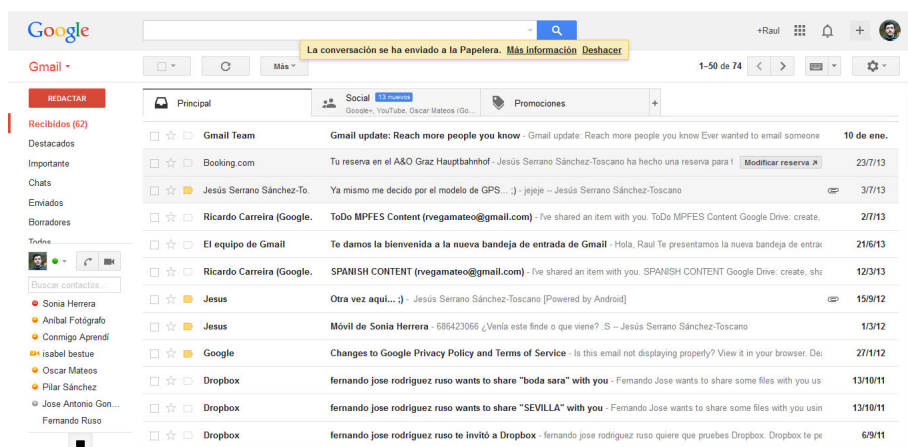 Google
+Raul
La conversación se ha enviado a la Papelera. Más información Deshacer
Gmail
Más
1–50 de 74
REDACTAR
Principal
Social 13 nuevos
Google+, YouTube, Oscar Mateos (Go...
Promociones
+
Recibidos (62)
Destacados
Importante
Chats
Enviados
Borradores
Todos
Buscar contactos...
Sonia Herrera
Aníbal Fotógrafo
Conmigo Aprendí
isabel bestue
Oscar Mateos
Pilar Sánchez
Jose Antonio Gon...
Fernando Ruso
Gmail Team Gmail update: Reach more people you know - Gmail update: Reach more people you know Ever wanted to email someone 10 de ene.
Booking.com Tu reserva en el A&O Graz Hauptbahnhof - Jesús Serrano Sánchez-Toscano ha hecho una reserva para t Modificar reserva 23/7/13
Jesús Serrano Sánchez-To. Ya mismo me decido por el modelo de GPS... ;) - jejeje -- Jesús Serrano Sánchez-Toscano 3/7/13
Ricardo Carreira (Google. ToDo MPFES Content (rvegamateo@gmail.com) - I've shared an item with you. ToDo MPFES Content Google Drive: create, 2/7/13
El equipo de Gmail Te damos la bienvenida a la nueva bandeja de entrada de Gmail - Hola, Raul Te presentamos la nueva bandeja de entrac 21/6/13
Ricardo Carreira (Google. SPANISH CONTENT (rvegamateo@gmail.com) - I've shared an item with you. SPANISH CONTENT Google Drive: create, sha 12/3/13
Jesus Otra vez aqui... ;) - Jesús Serrano Sánchez-Toscano [Powered by Android] 15/9/12
Jesus Móvil de Sonia Herrera - 686423066 ¿Venía este finde o que viene? :S -- Jesús Serrano Sánchez-Toscano 1/3/12
Google Changes to Google Privacy Policy and Terms of Service - Is this email not displaying properly? View it in your browser. Dea 27/1/12
Dropbox fernando jose rodriguez ruso wants to share "boda sara" with you - Fernando Jose wants to share some files with you us 13/10/11
Dropbox fernando jose rodriguez ruso wants to share "SEVILLA" with you - Fernando Jose wants to share some files with you usin 13/10/11
Dropbox fernando jose rodriguez ruso te invitó a Dropbox - fernando jose rodriguez ruso quiere que pruebes Dropbox. Dropbox te pe 6/9/11